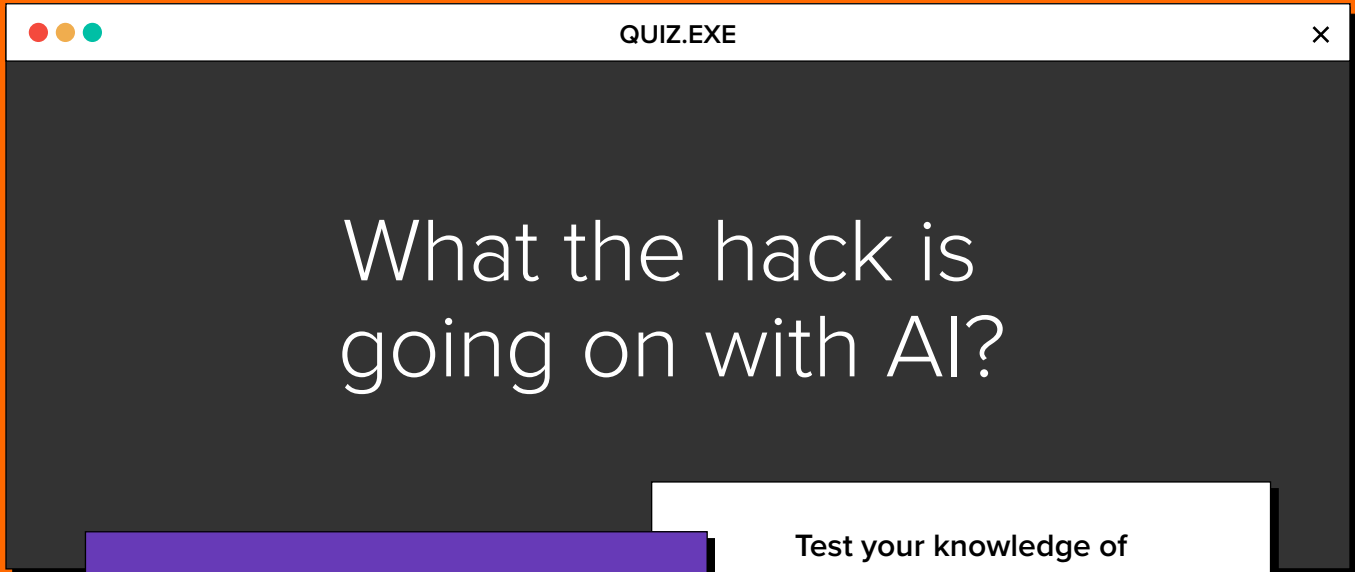 QUIZ.EXE
What the hack is
going on with AI?
Test your knowledge of